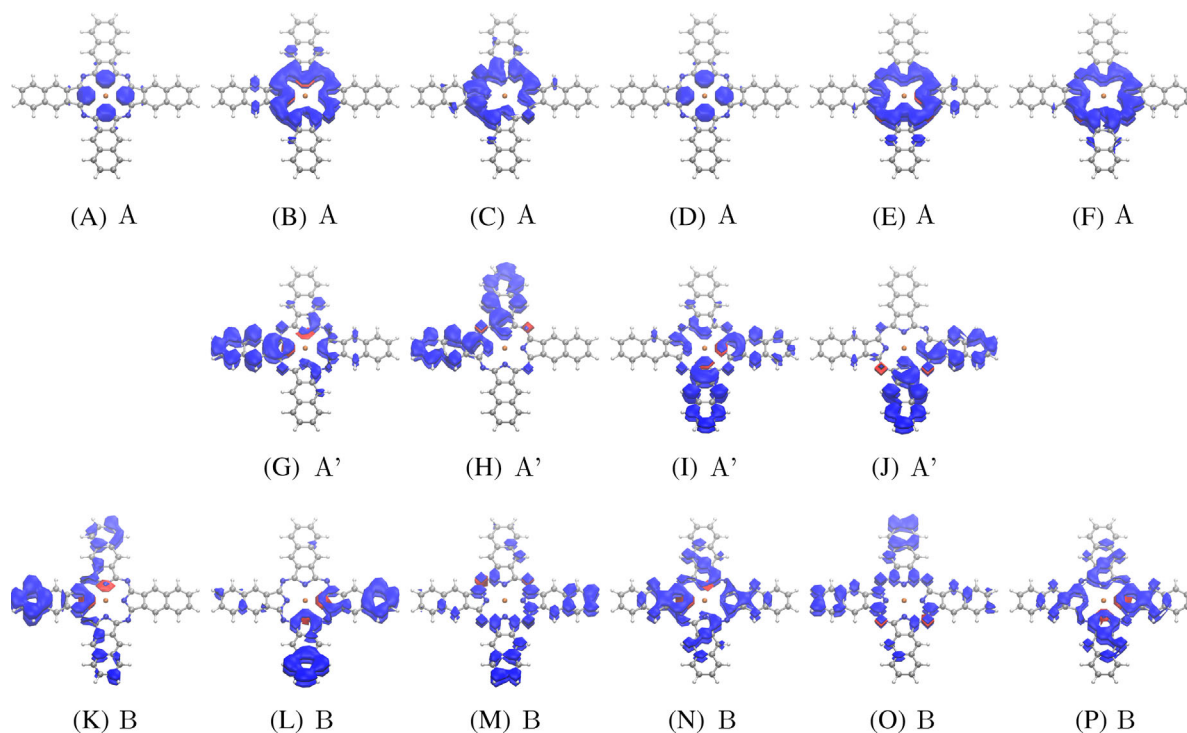 (A) A (B) A (C) A (D) A (E) A (F) A
(G) A' (H) A' (I) A' (J) A'
(K) B (L) B (M) B (N) B (O) B (P) B